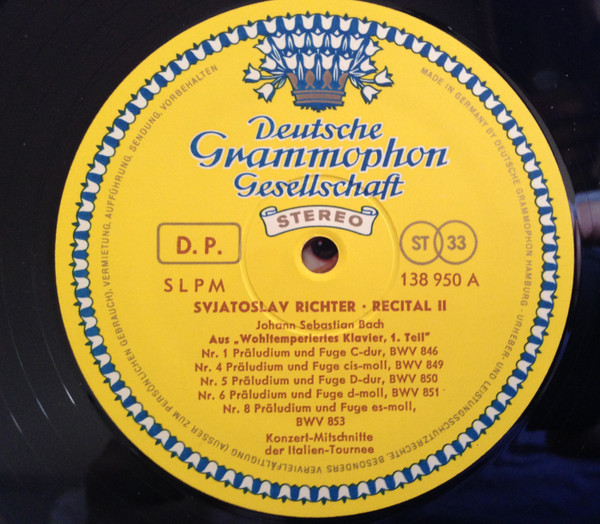 Deutsche
Grammophon
Gesellschaft
STEREO
D. P.
ST 33
SLPM
138 950 A
SVJATOSLAV RICHTER · RECITAL II
Johann Sebastian Bach
Aus „Wohltemperiertes Klavier, 1. Teil"
Nr. 1 Präludium und Fuge C-dur, BWV 846
Nr. 4 Präludium und Fuge cis-moll, BWV 849
Nr. 5 Präludium und Fuge D-dur, BWV 850
Nr. 6 Präludium und Fuge d-moll, BWV 851
Nr. 8 Präludium und Fuge es-moll,
BWV 853
Konzert-Mitschnitte
der Italien-Tournee
MADE IN GERMANY BY DEUTSCHE GRAMMOPHON HAMBURG · URHEBER- UND LEISTUNGSSCHUTZRECHTE, BESONDERS VERVIELFÄLTIGUNG (AUSSER ZUM PERSÖNLICHEN GEBRAUCH), VERMIETUNG, AUFFÜHRUNG, SENDUNG, VORBEHALTEN